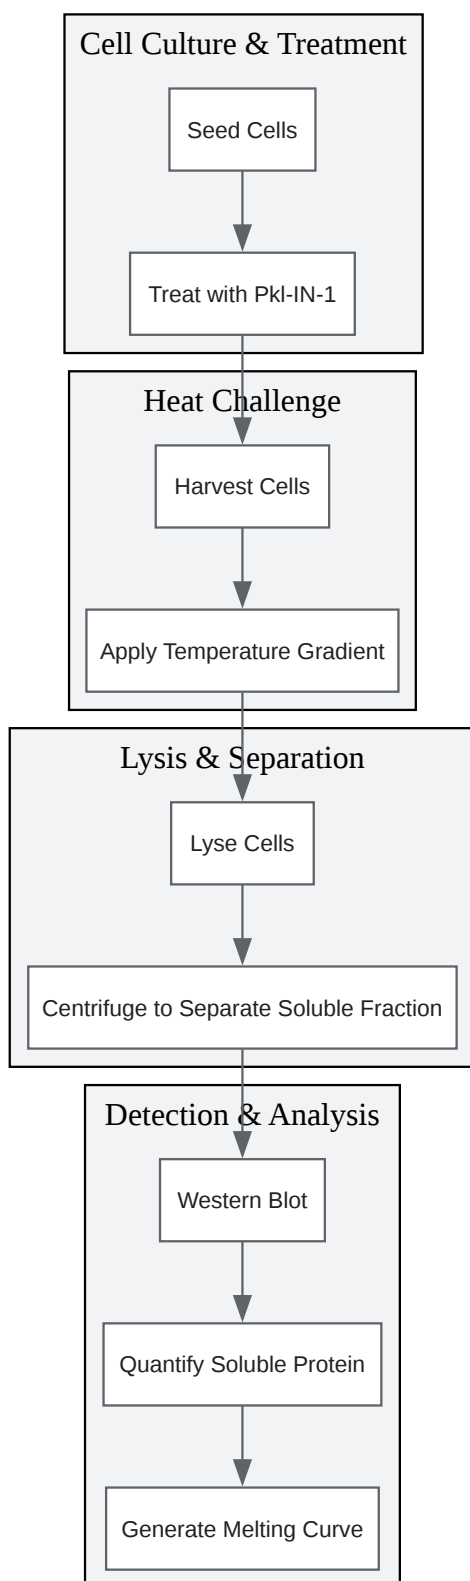 Cell Culture & Treatment
Seed Cells
Treat with Pkl-IN-1
Heat Challenge
Harvest Cells
Apply Temperature Gradient
Lysis & Separation
Lyse Cells
Centrifuge to Separate Soluble Fraction
Detection & Analysis
Western Blot
Quantify Soluble Protein
Generate Melting Curve